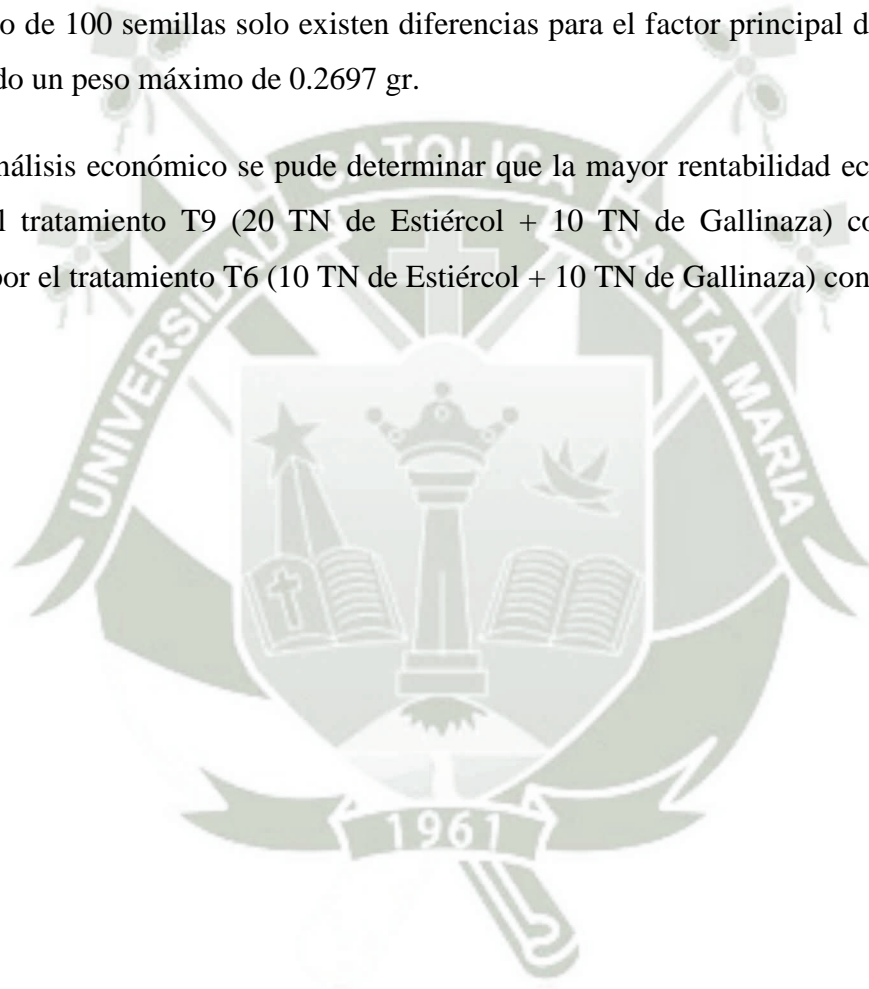 o de 100 semillas solo existen diferencias para el factor principal d
do un peso máximo de 0.2697 gr.
nálisis económico se pude determinar que la mayor rentabilidad ec
l tratamiento T9 (20 TN de Estiércol + 10 TN de Gallinaza) co
por el tratamiento T6 (10 TN de Estiércol + 10 TN de Gallinaza) con
UNIVERSIDAD CATOLICA SANTA MARIA
1961